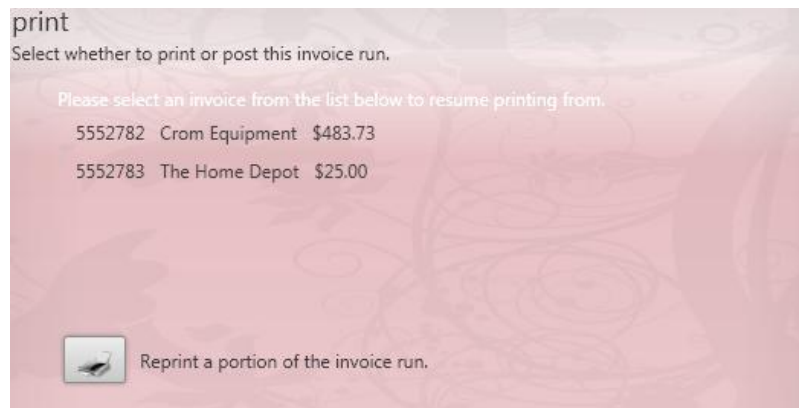 print
Select whether to print or post this invoice run.
Please select an invoice from the list below to resume printing from.
5552782 Crom Equipment $483.73
5552783 The Home Depot $25.00
Reprint a portion of the invoice run.